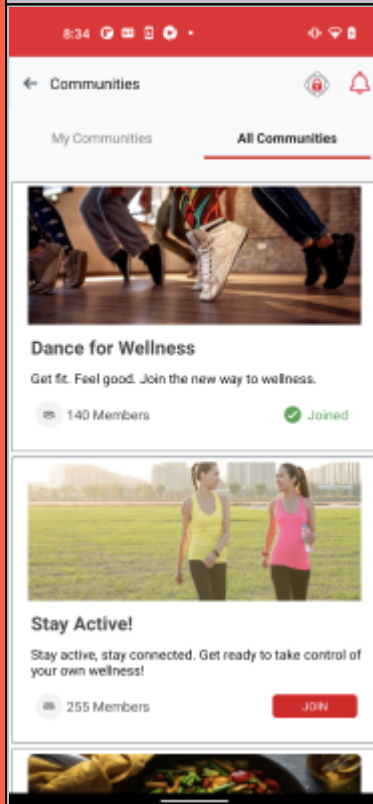 8:34
Communities
My Communities
All Communities
Dance for Wellness
Get fit. Feel good. Join the new way to wellness.
140 Members
Joined
Stay Active!
Stay active, stay connected. Get ready to take control of
your own wellness!
255 Members
JOIN